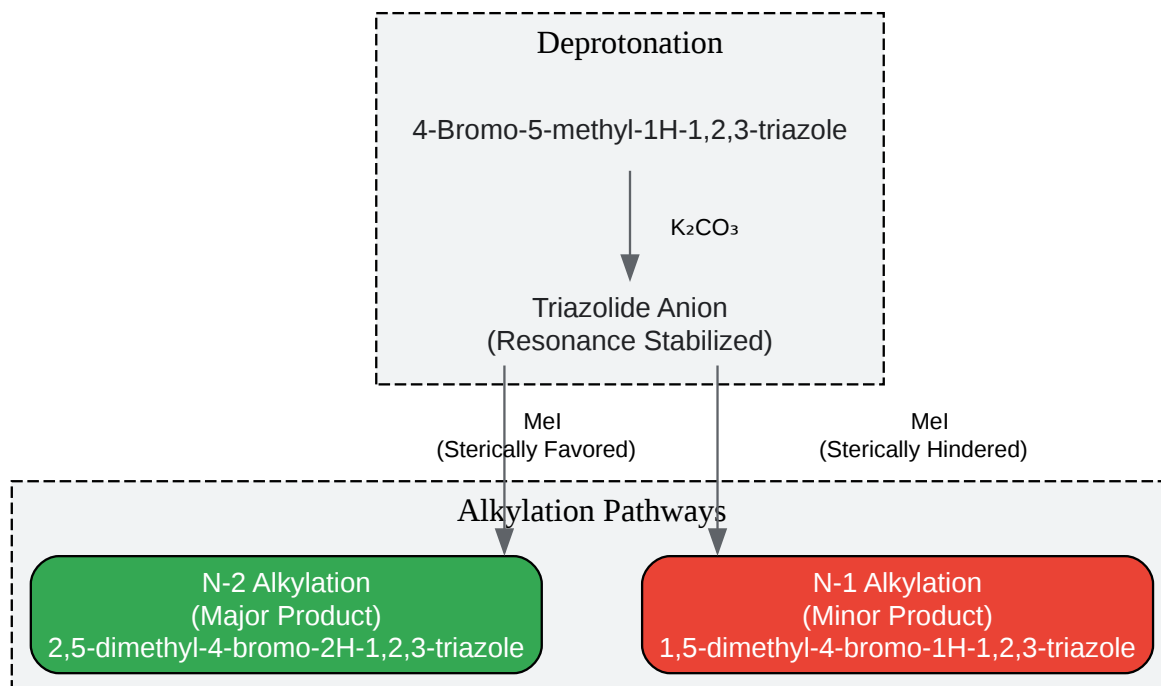 Deprotonation
4-Bromo-5-methyl-1H-1,2,3-triazole
K₂CO₃
Triazolide Anion
(Resonance Stabilized)
MeI
(Sterically Favored)
MeI
(Sterically Hindered)
Alkylation Pathways
N-2 Alkylation
(Major Product)
2,5-dimethyl-4-bromo-2H-1,2,3-triazole
N-1 Alkylation
(Minor Product)
1,5-dimethyl-4-bromo-1H-1,2,3-triazole